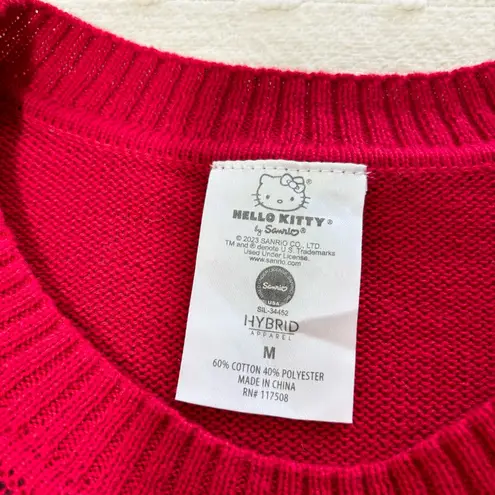 HELLO KITTY®
by Sanrio®
© 2023 SANRIO CO., LTD.
TM and ® denote U.S. Trademarks
Used Under License.
www.sanrio.com
Sanrio
USA
SIL-34452
HYBRID
APPAREL
M
60% COTTON 40% POLYESTER
MADE IN CHINA
RN# 117508